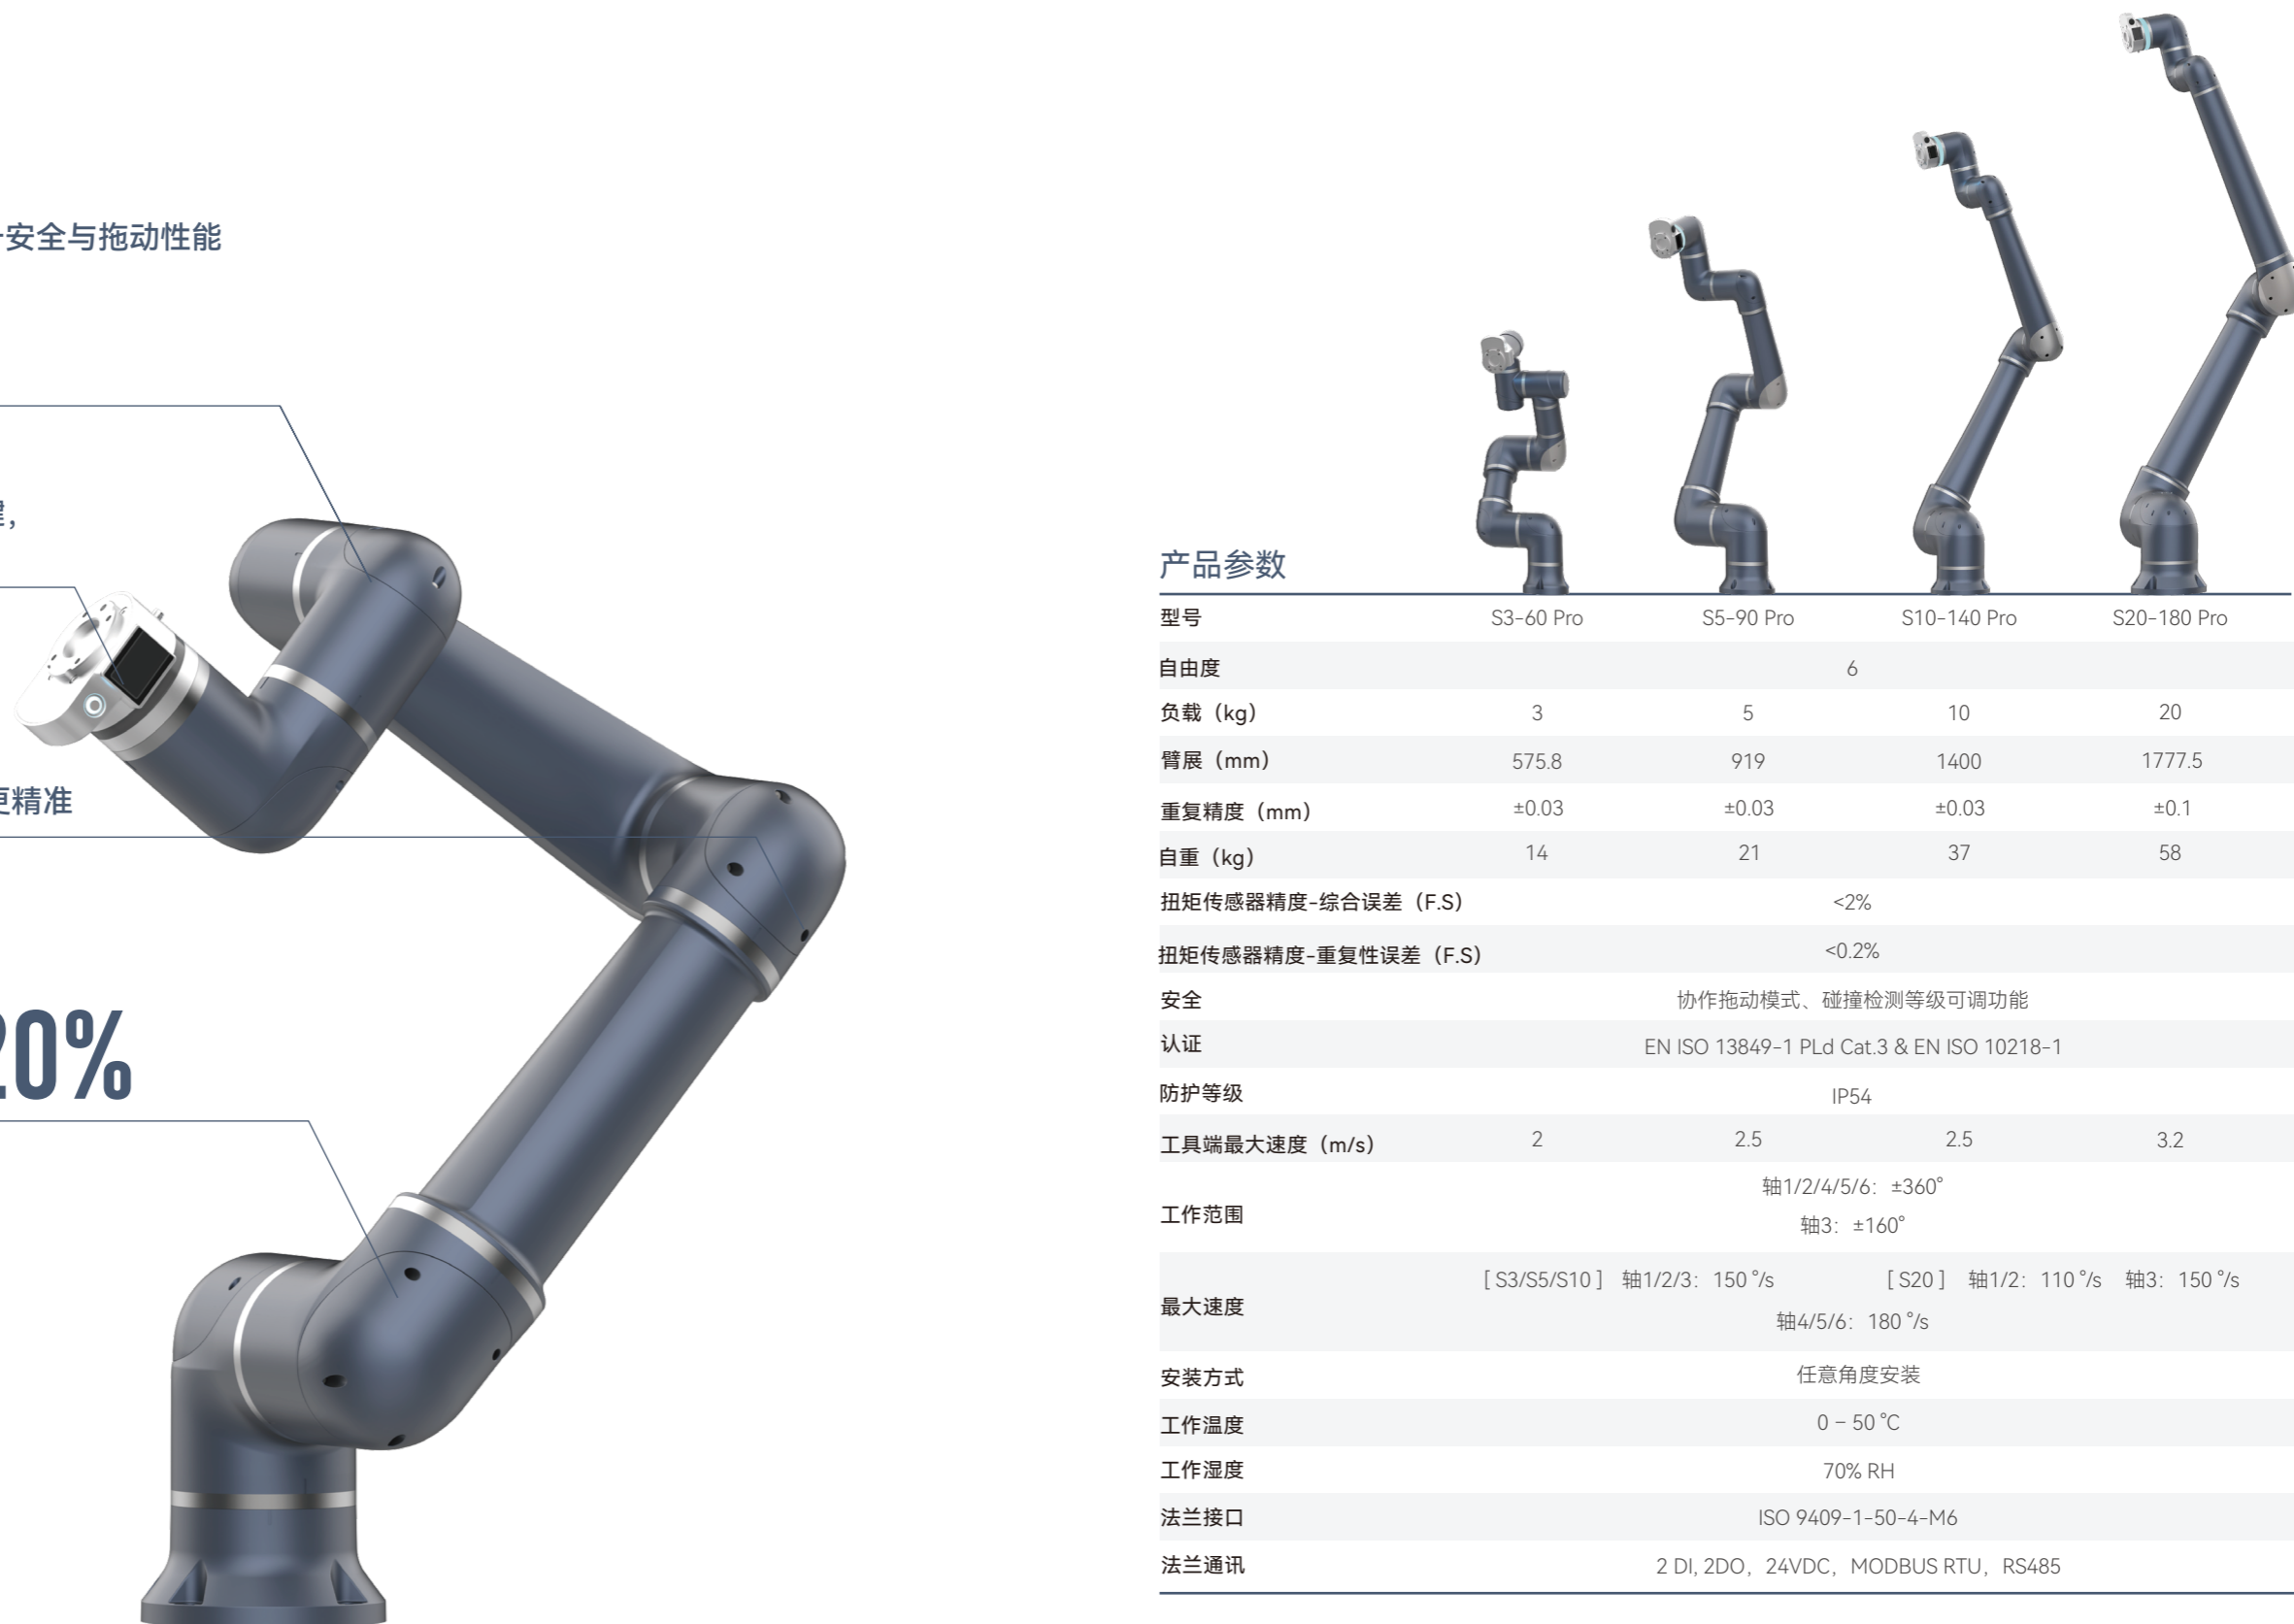 安全与拖动性能
更精准
20%
产品参数
型号 S3-60 Pro S5-90 Pro S10-140 Pro S20-180 Pro
自由度 6
负载（kg） 3 5 10 20
臂展（mm） 575.8 919 1400 1777.5
重复精度（mm） ±0.03 ±0.03 ±0.03 ±0.1
自重（kg） 14 21 37 58
扭矩传感器精度-综合误差（F.S） <2%
扭矩传感器精度-重复性误差（F.S） <0.2%
安全 协作拖动模式、碰撞检测等级可调功能
认证 EN ISO 13849-1 PLd Cat.3 & EN ISO 10218-1
防护等级 IP54
工具端最大速度（m/s） 2 2.5 2.5 3.2
工作范围 轴1/2/4/5/6：±360°
轴3：±160°
最大速度 [ S3/S5/S10 ] 轴1/2/3：150 °/s [ S20 ] 轴1/2：110 °/s 轴3：150 °/s
轴4/5/6：180 °/s
安装方式 任意角度安装
工作温度 0 - 50 °C
工作湿度 70% RH
法兰接口 ISO 9409-1-50-4-M6
法兰通讯 2 DI, 2DO，24VDC，MODBUS RTU，RS485